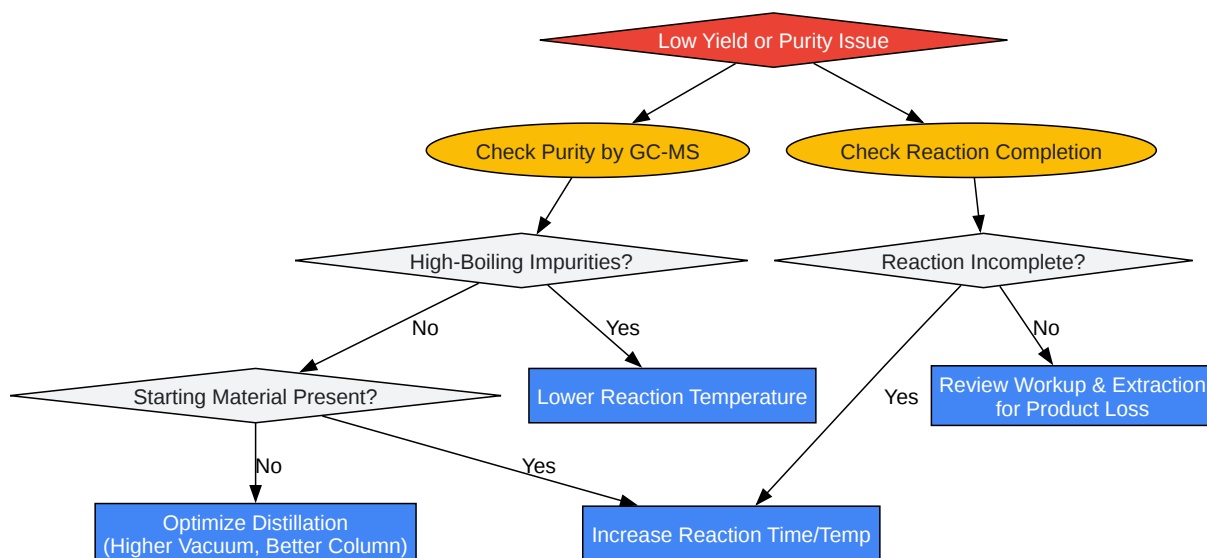 Low Yield or Purity Issue
Check Purity by GC-MS
Check Reaction Completion
High-Boiling Impurities?
Reaction Incomplete?
No
Yes
No
Starting Material Present?
Lower Reaction Temperature
Yes
Review Workup & Extraction
for Product Loss
No
Yes
Optimize Distillation
(Higher Vacuum, Better Column)
Increase Reaction Time/Temp